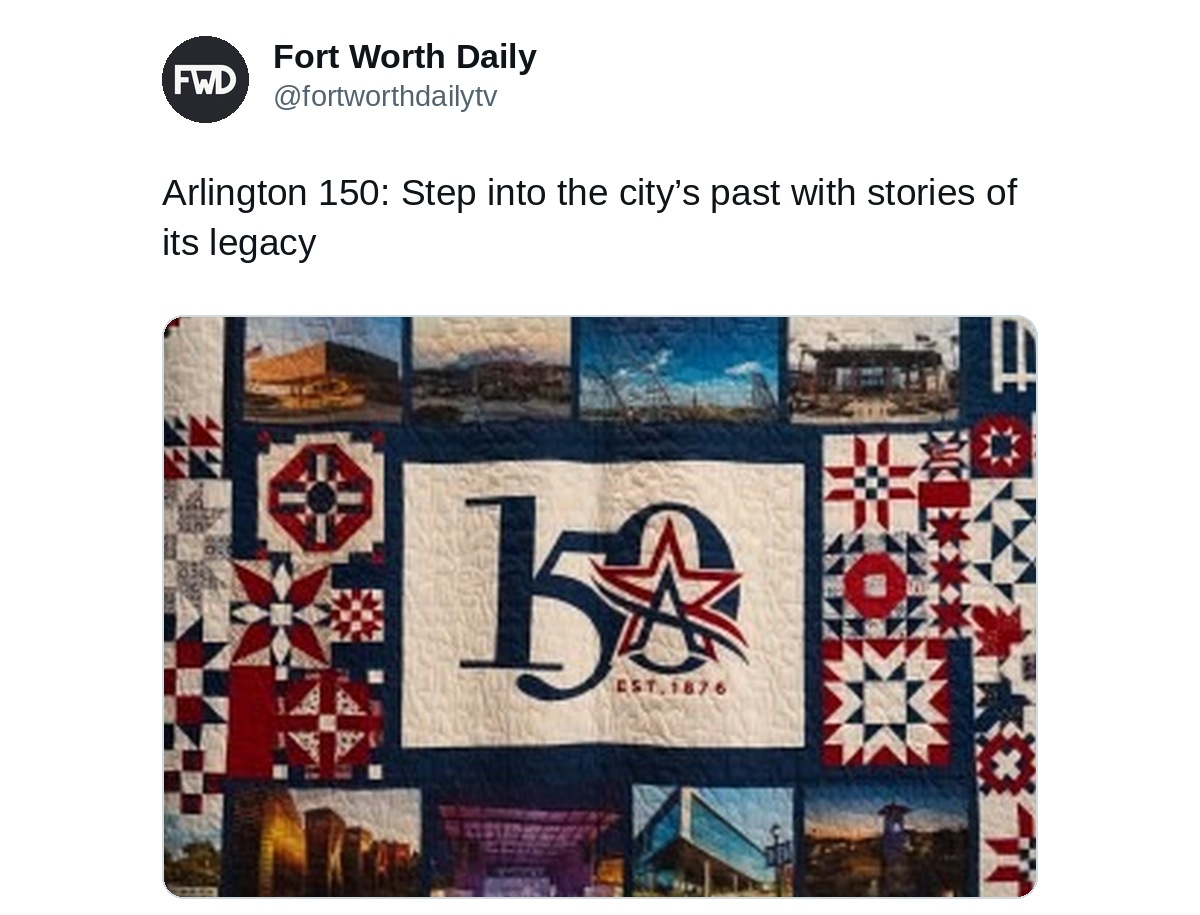 FWD
Fort Worth Daily
@fortworthdailytv
Arlington 150: Step into the city’s past with stories of
its legacy
150
A
EST. 1876